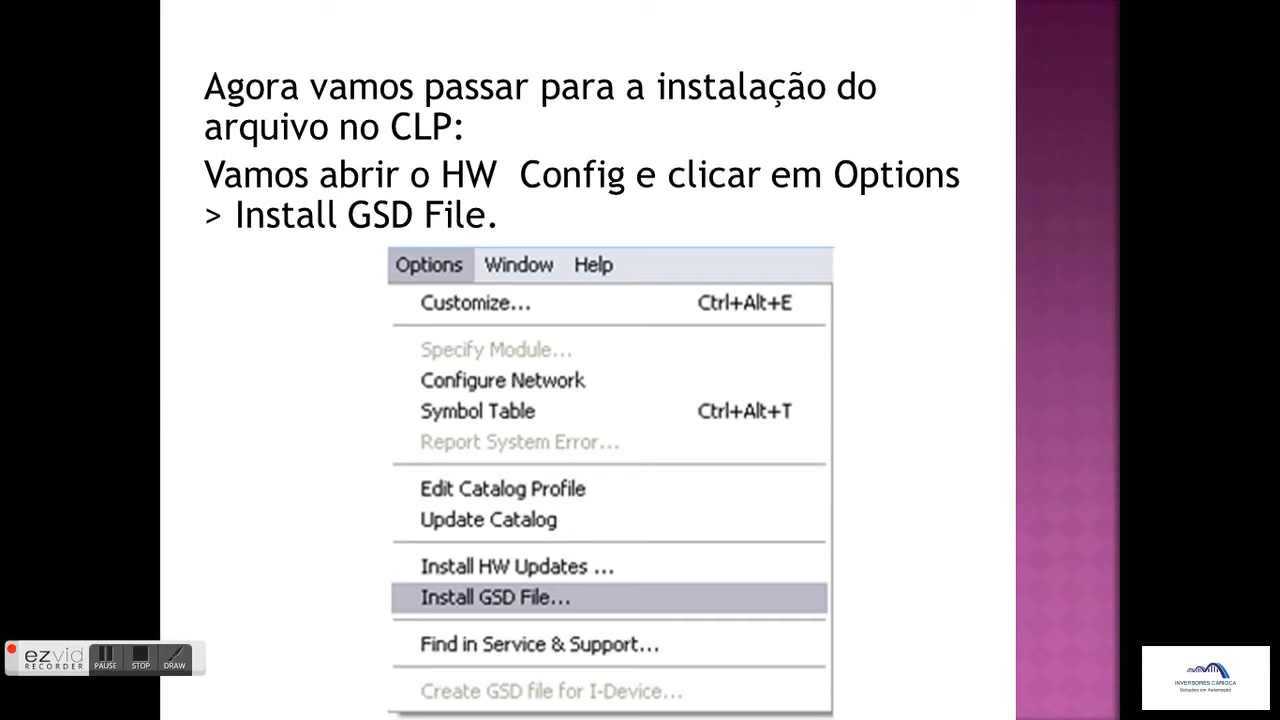 Agora vamos passar para a instalação do
arquivo no CLP:
Vamos abrir o HW  Config e clicar em Options
> Install GSD File.
Options Window Help
Customize... Ctrl+Alt+E
Specify Module...
Configure Network
Symbol Table Ctrl+Alt+T
Report System Error...
Edit Catalog Profile
Update Catalog
Install HW Updates ...
Install GSD File...
Find in Service & Support...
Create GSD file for I-Device...
ezvid
RECORDER
PAUSE STOP DRAW
INVERSORES CARIOCA
Soluções em Automação